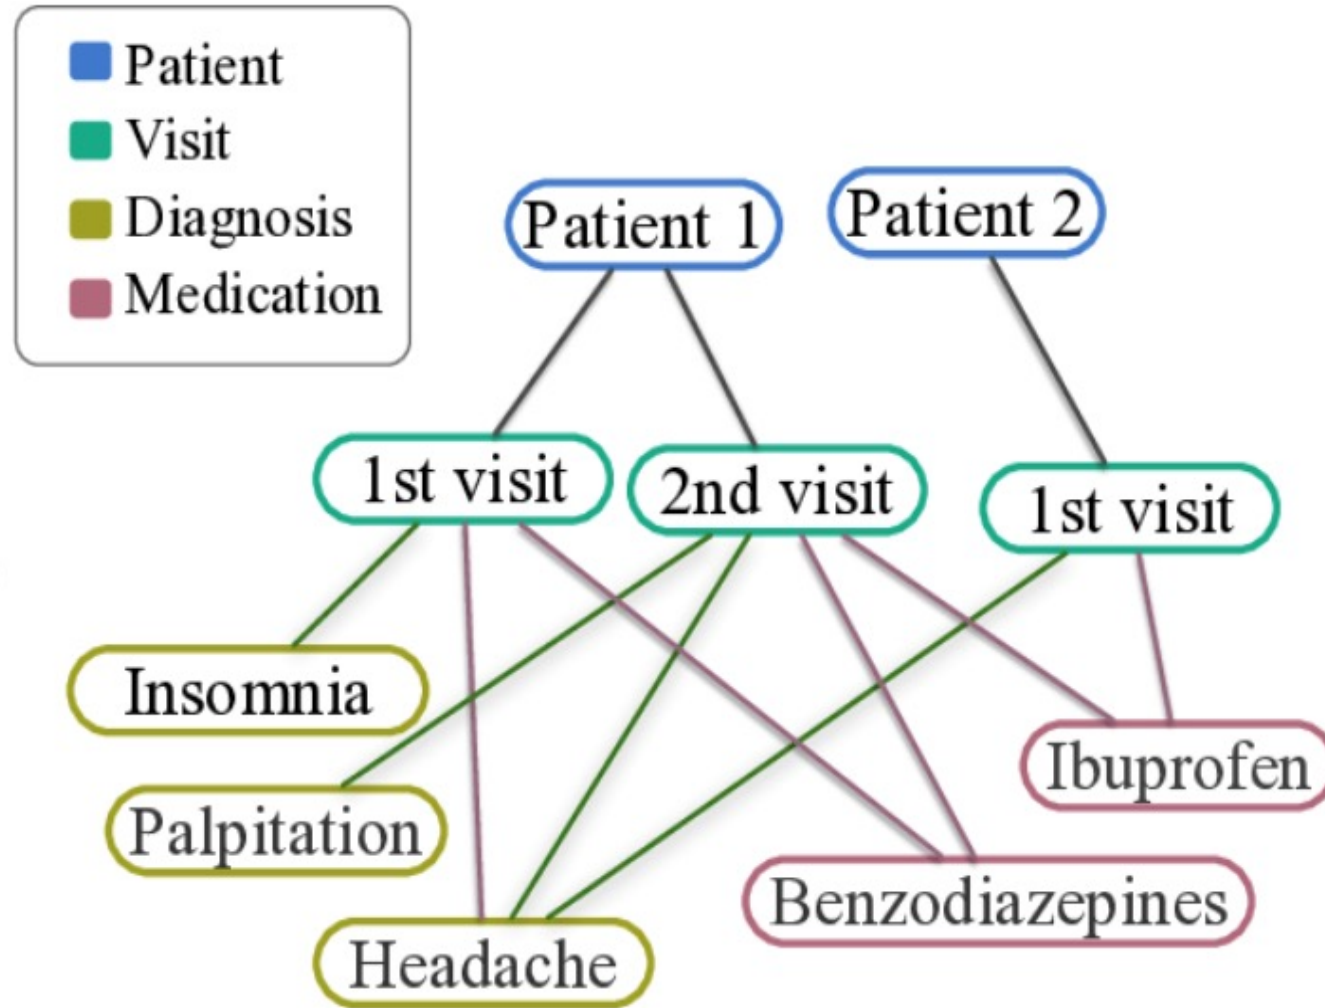 Patient
Visit
Diagnosis
Medication
Patient 1
Patient 2
1st visit
2nd visit
1st visit
Insomnia
Palpitation
Headache
Ibuprofen
Benzodiazepines